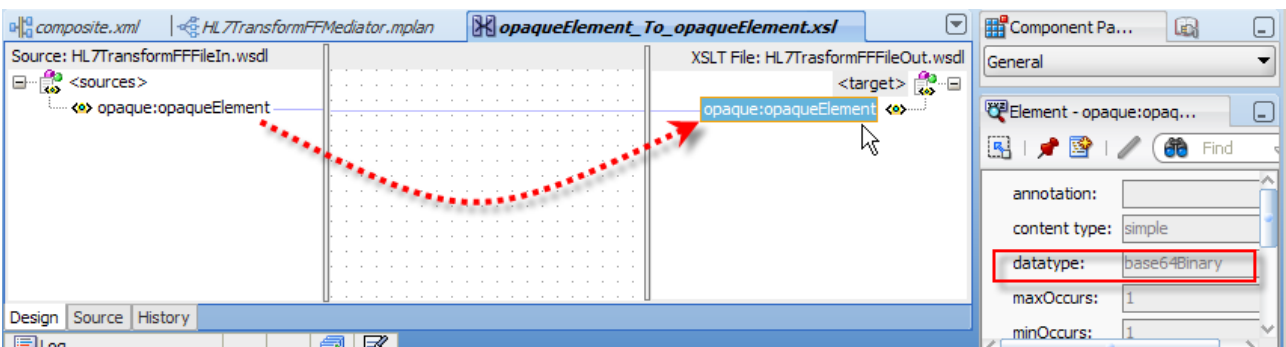 composite.xml
HL7TransformFFMediator.mplan
opaqueElement_To_opaqueElement.xsl
Component Pa...
Source: HL7TransformFFFileIn.wsdl
XSLT File: HL7TrasformFFFileOut.wsdl
General
<sources>
<target>
opaque:opaqueElement
opaque:opaqueElement
Element - opaque:opaq...
Find
annotation:
content type: simple
datatype: base64Binary
maxOccurs: 1
minOccurs: 1
Design Source History
Log